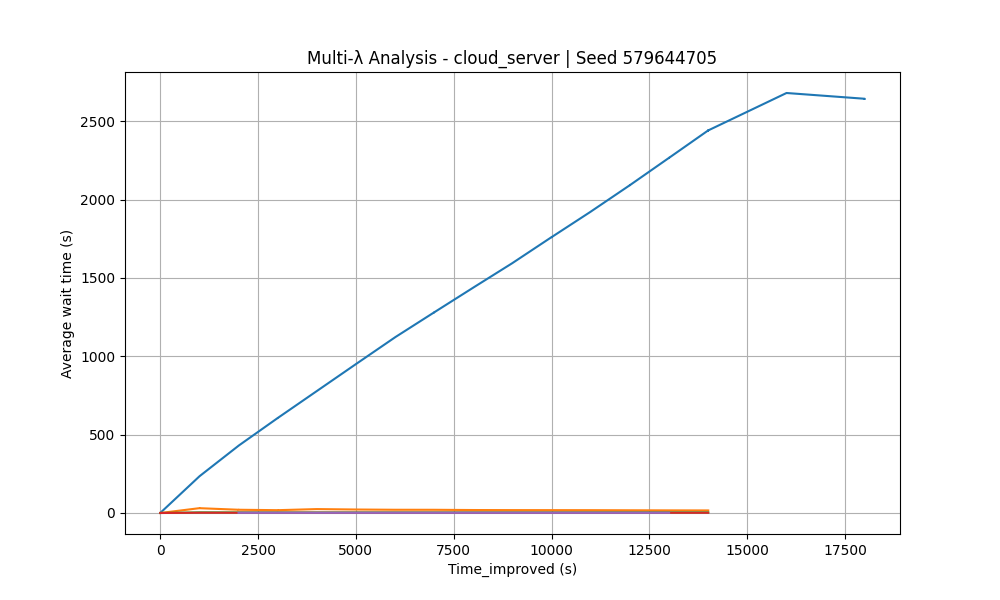 Multi-λ Analysis - cloud_server | Seed 579644705
Average wait time (s)
2500
2000
1500
1000
500
0
0 2500 5000 7500 10000 12500 15000 17500
Time_improved (s)